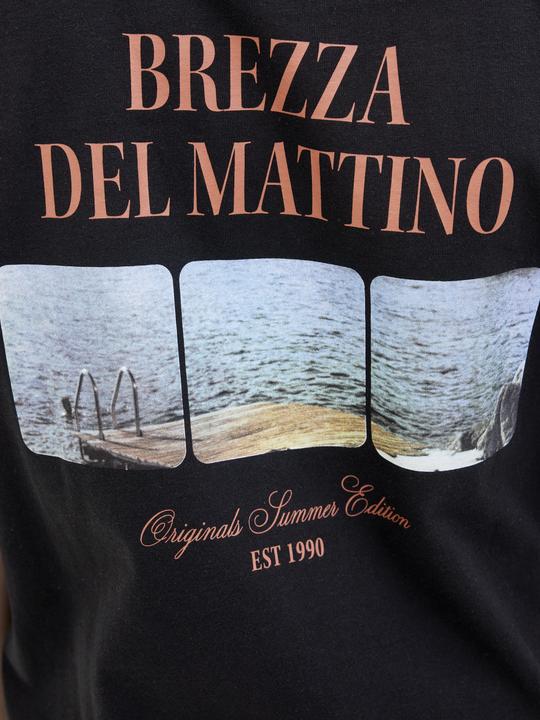 BREZZA
DEL MATTINO
Originals Summer Edition
EST 1990